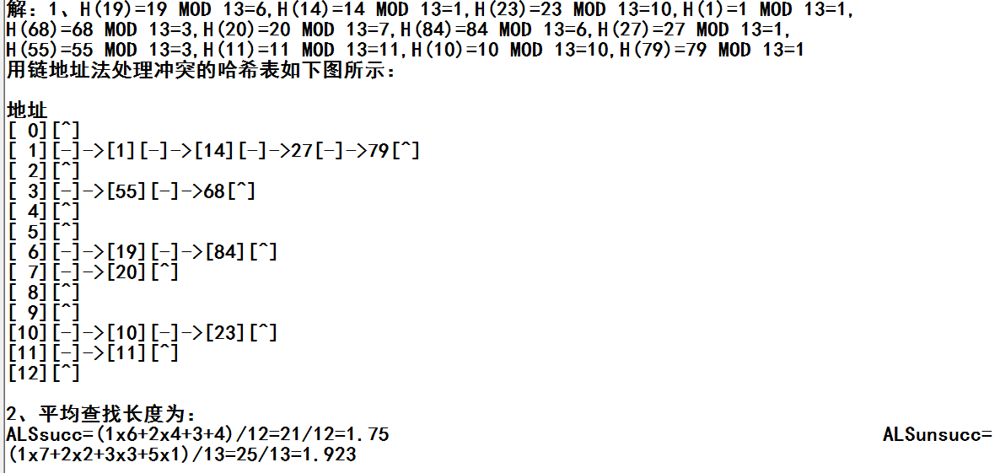 解：1、H(19)=19 MOD 13=6,H(14)=14 MOD 13=1,H(23)=23 MOD 13=10,H(1)=1 MOD 13=1,
H(68)=68 MOD 13=3,H(20)=20 MOD 13=7,H(84)=84 MOD 13=6,H(27)=27 MOD 13=1,
H(55)=55 MOD 13=3,H(11)=11 MOD 13=11,H(10)=10 MOD 13=10,H(79)=79 MOD 13=1
用链地址法处理冲突的哈希表如下图所示：
地址
[ 0][^]
[ 1][-]->[1][-]->[14][-]->27[-]->79[^]
[ 2][^]
[ 3][-]->[55][-]->68[^]
[ 4][^]
[ 5][^]
[ 6][-]->[19][-]->[84][^]
[ 7][-]->[20][^]
[ 8][^]
[ 9][^]
[10][-]->[10][-]->[23][^]
[11][-]->[11][^]
[12][^]
2、平均查找长度为：
ALSsucc=(1x6+2x4+3+4)/12=21/12=1.75 ALSunsucc=
(1x7+2x2+3x3+5x1)/13=25/13=1.923